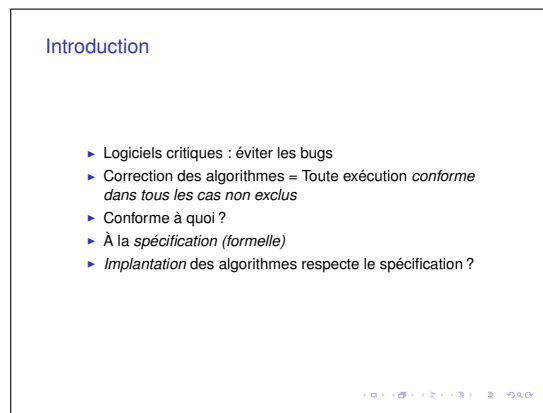 Introduction
Logiciels critiques : éviter les bugs
Correction des algorithmes = Toute exécution conforme
dans tous les cas non exclus
Conforme à quoi ?
À la spécification (formelle)
Implantation des algorithmes respecte le spécification ?